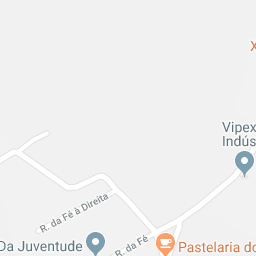 X
Vipex
Indús
R. da Fé à Direita
R. da Fé
Da Juventude
Pastelaria do